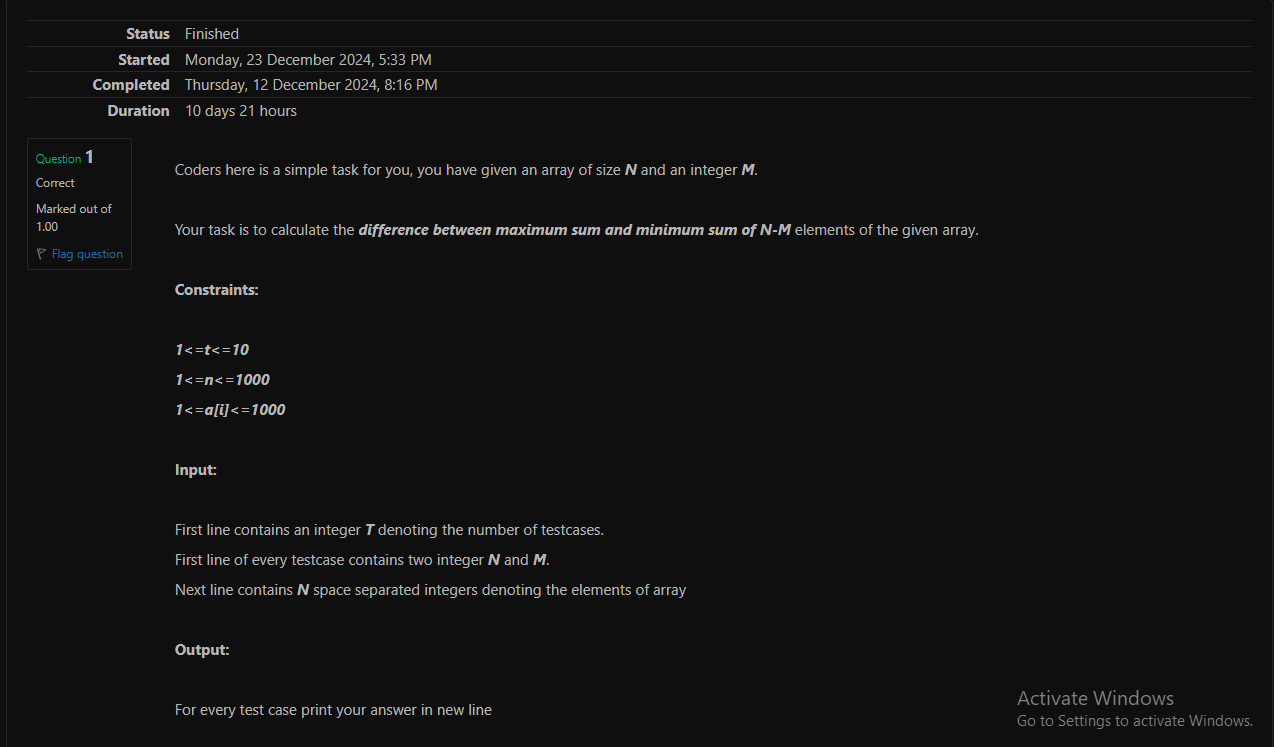 Status Finished
Started Monday, 23 December 2024, 5:33 PM
Completed Thursday, 12 December 2024, 8:16 PM
Duration 10 days 21 hours
Question 1
Correct
Marked out of
1.00
Flag question
Coders here is a simple task for you, you have given an array of size N and an integer M.
Your task is to calculate the difference between maximum sum and minimum sum of N-M elements of the given array.
Constraints:
1<=t<=10
1<=n<=1000
1<=a[i]<=1000
Input:
First line contains an integer T denoting the number of testcases.
First line of every testcase contains two integer N and M.
Next line contains N space separated integers denoting the elements of array
Output:
For every test case print your answer in new line
Activate Windows
Go to Settings to activate Windows.